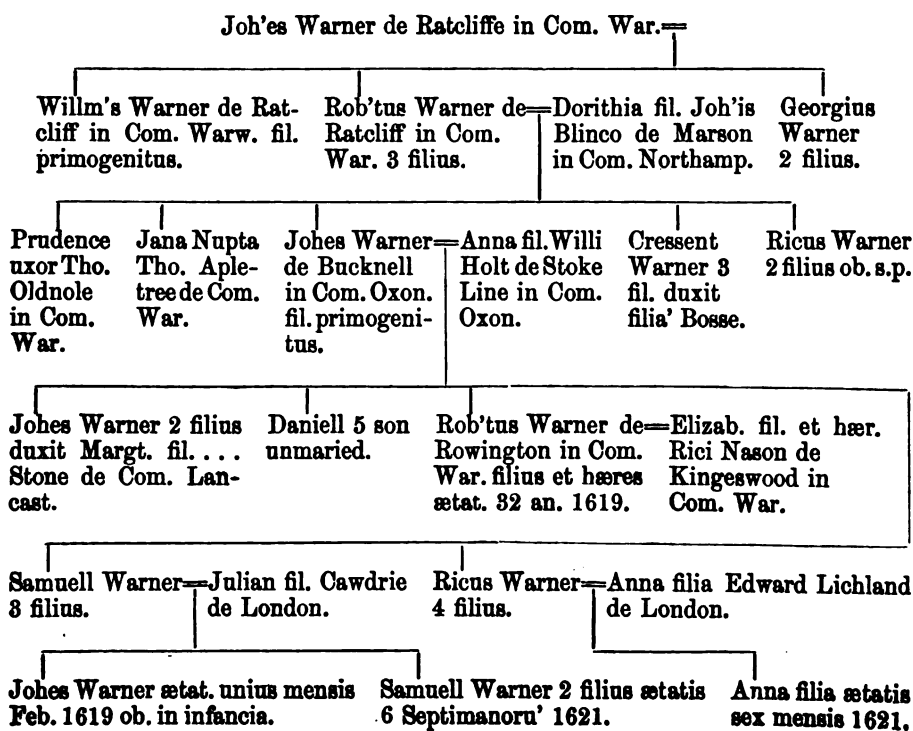 Joh'es Warner de Ratcliffe in Com. War.=
Willm's Warner de Rat-
cliff in Com. Warw. fil.
primogenitus.
Rob'tus Warner de=
Ratcliff in Com.
War. 3 filius.
Dorithia fil. Joh'is
Blinco de Marson
in Com. Northamp.
Georgius
Warner
2 filius.
Prudence
uxor Tho.
Oldnole
in Com.
War.
Jana Nupta
Tho. Aple-
tree de Com.
War.
Johes Warner=
de Bucknell
in Com. Oxon.
fil. primogeni-
tus.
Anna fil. Willi
Holt de Stoke
Line in Com.
Oxon.
Cressent
Warner 3
fil. duxit
filia' Bosse.
Ricus Warner
2 filius ob. s.p.
Johes Warner 2 filius
duxit Margt. fil. . . .
Stone de Com. Lan-
cast.
Daniell 5 son
unmaried.
Rob'tus Warner de=
Rowington in Com.
War. filius et hæres
ætat. 32 an. 1619.
Elizab. fil. et hær.
Rici Nason de
Kingeswood in
Com. War.
Samuell Warner=
3 filius.
Julian fil. Cawdrie
de London.
Ricus Warner=
4 filius.
Anna filia Edward Lichland
de London.
Johes Warner ætat. unius mensis
Feb. 1619 ob. in infancia.
Samuell Warner 2 filius ætatis
6 Septimanoru' 1621.
Anna filia ætatis
sex mensis 1621.